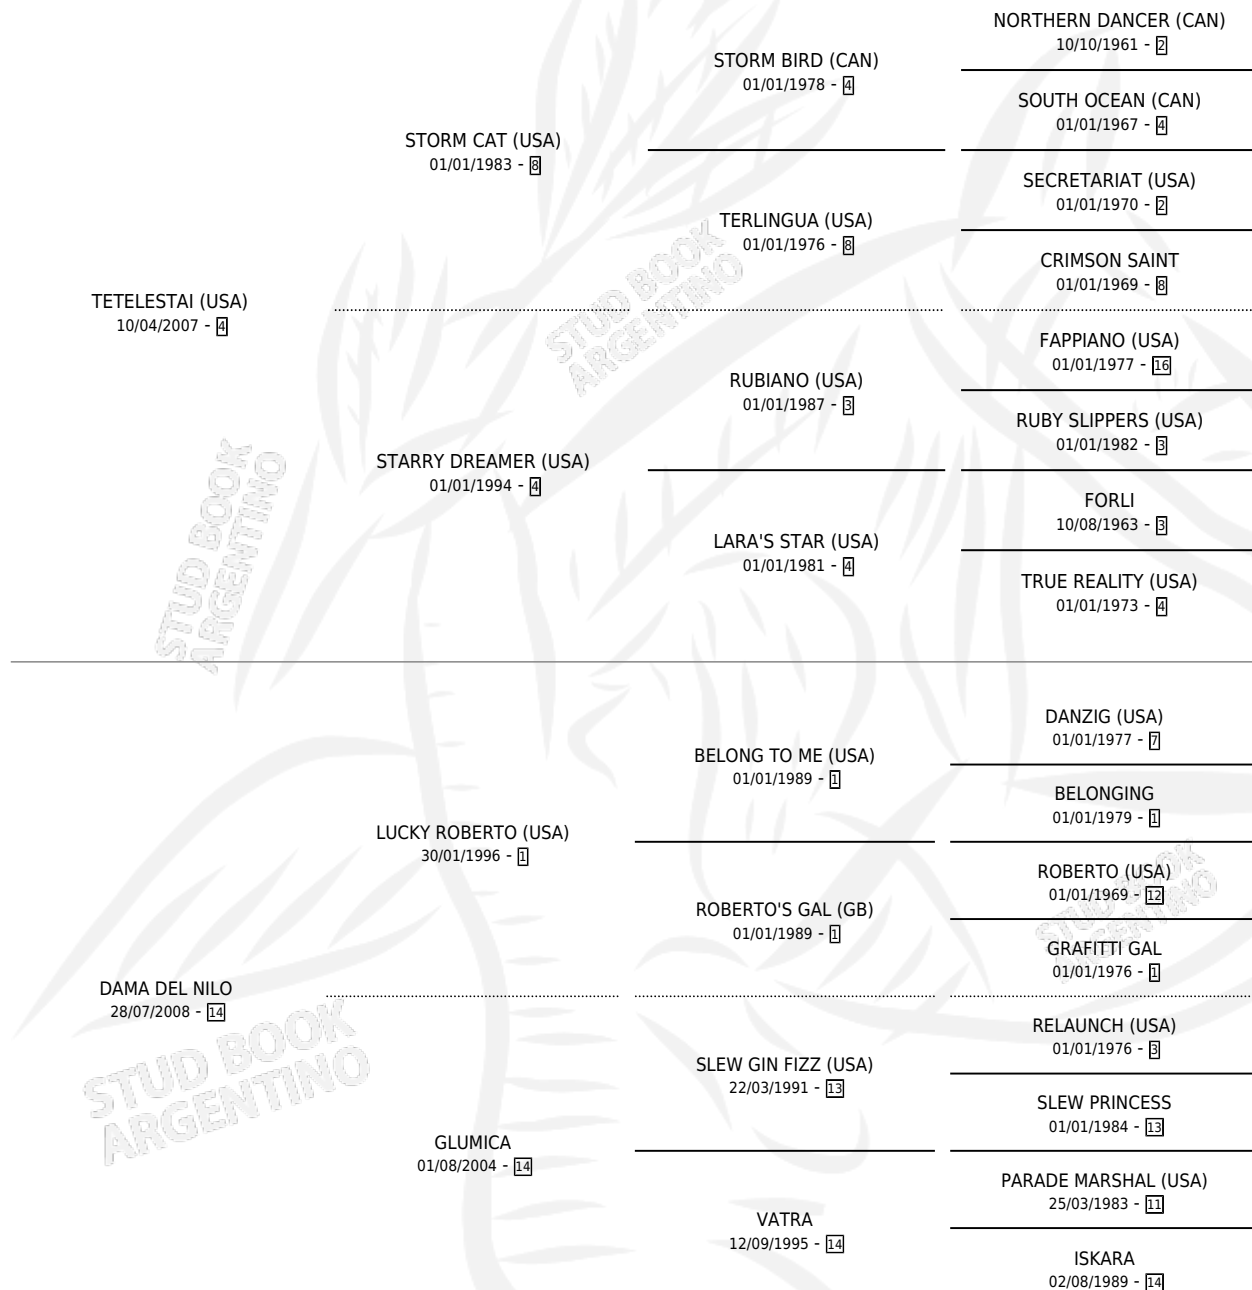 NORTHERN DANCER (CAN)
10/10/1961 - 2
STORM BIRD (CAN)
01/01/1978 - 4
SOUTH OCEAN (CAN)
01/01/1967 - 4
STORM CAT (USA)
01/01/1983 - 8
SECRETARIAT (USA)
01/01/1970 - 2
TERLINGUA (USA)
01/01/1976 - 8
CRIMSON SAINT
01/01/1969 - 8
TETELESTAI (USA)
10/04/2007 - 4
FAPPIANO (USA)
01/01/1977 - 16
RUBIANO (USA)
01/01/1987 - 3
RUBY SLIPPERS (USA)
01/01/1982 - 3
STARRY DREAMER (USA)
01/01/1994 - 4
FORLI
10/08/1963 - 3
LARA'S STAR (USA)
01/01/1981 - 4
TRUE REALITY (USA)
01/01/1973 - 4
STUD BOOK
ARGENTINO
STUD BOOK
ARGENTINO
DANZIG (USA)
01/01/1977 - 7
BELONG TO ME (USA)
01/01/1989 - 1
BELONGING
01/01/1979 - 1
LUCKY ROBERTO (USA)
30/01/1996 - 1
ROBERTO (USA)
01/01/1969 - 12
ROBERTO'S GAL (GB)
01/01/1989 - 1
GRAFITTI GAL
01/01/1976 - 1
DAMA DEL NILO
28/07/2008 - 14
RELAUNCH (USA)
01/01/1976 - 3
SLEW GIN FIZZ (USA)
22/03/1991 - 13
SLEW PRINCESS
01/01/1984 - 13
GLUMICA
01/08/2004 - 14
PARADE MARSHAL (USA)
25/03/1983 - 11
VATRA
12/09/1995 - 14
ISKARA
02/08/1989 - 14
STUD BOOK
ARGENTINO
STUD BOOK
ARGENTINO